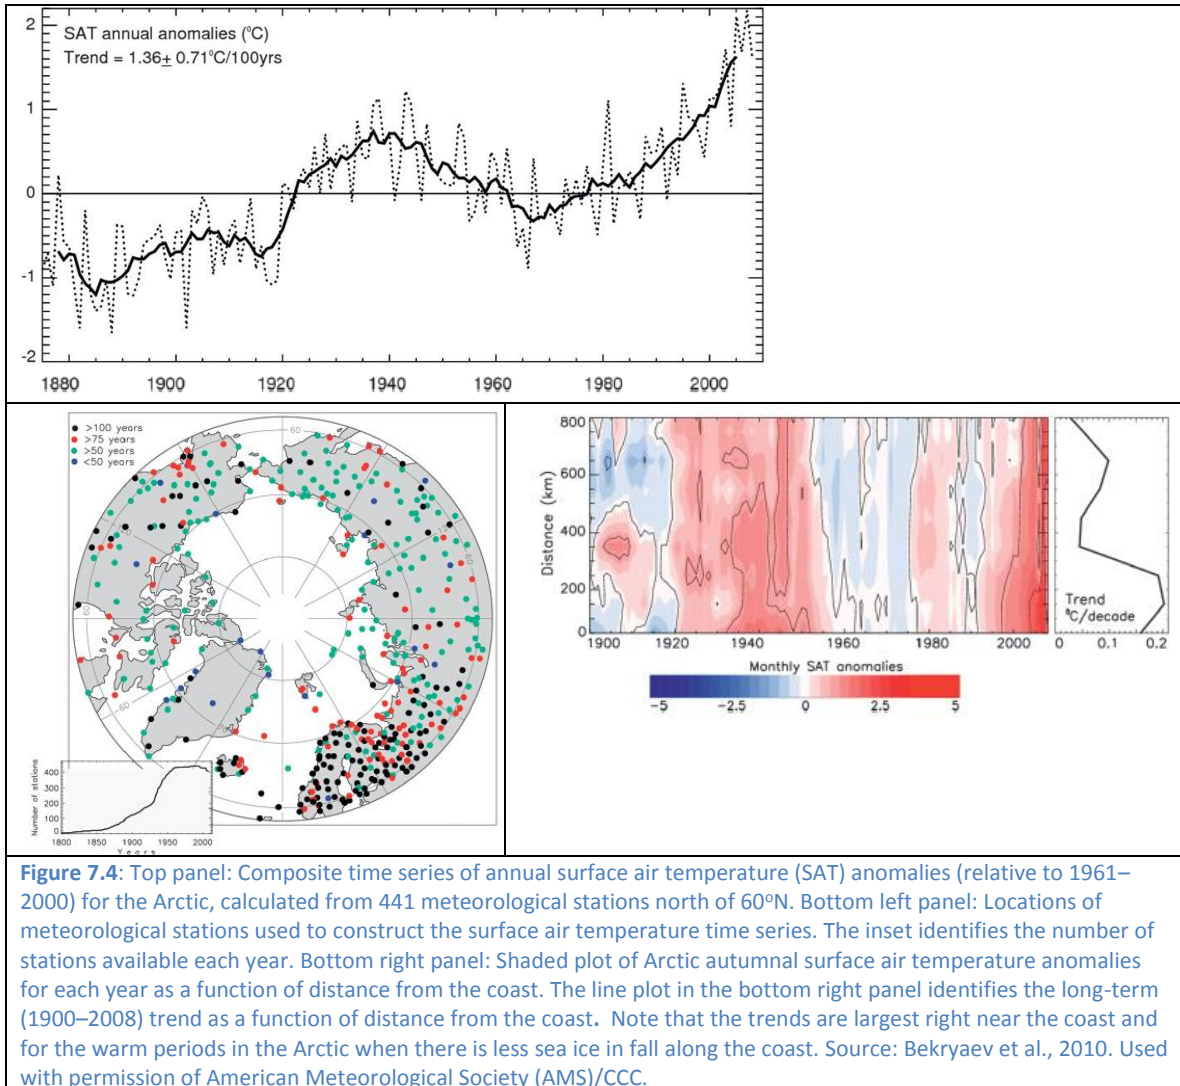 SAT annual anomalies (°C)
Trend = 1.36± 0.71°C/100yrs
2
1
0
-1
-2
1880 1900 1920 1940 1960 1980 2000
>100 years
>75 years
>50 years
<50 years
60
60
60
60
70
Number of stations
400
300
200
100
0
1800 1850 1900 1950 2000
Years
Distance (km)
800
600
400
200
0
1900 1920 1940 1960 1980 2000
Trend
°C/decade
0 0.1 0.2
Monthly SAT anomalies
-5 -2.5 0 2.5 5
Figure 7.4: Top panel: Composite time series of annual surface air temperature (SAT) anomalies (relative to 1961–
2000) for the Arctic, calculated from 441 meteorological stations north of 60°N. Bottom left panel: Locations of
meteorological stations used to construct the surface air temperature time series. The inset identifies the number of
stations available each year. Bottom right panel: Shaded plot of Arctic autumnal surface air temperature anomalies
for each year as a function of distance from the coast. The line plot in the bottom right panel identifies the long-term
(1900–2008) trend as a function of distance from the coast. Note that the trends are largest right near the coast and
for the warm periods in the Arctic when there is less sea ice in fall along the coast. Source: Bekryaev et al., 2010. Used
with permission of American Meteorological Society (AMS)/CCC.